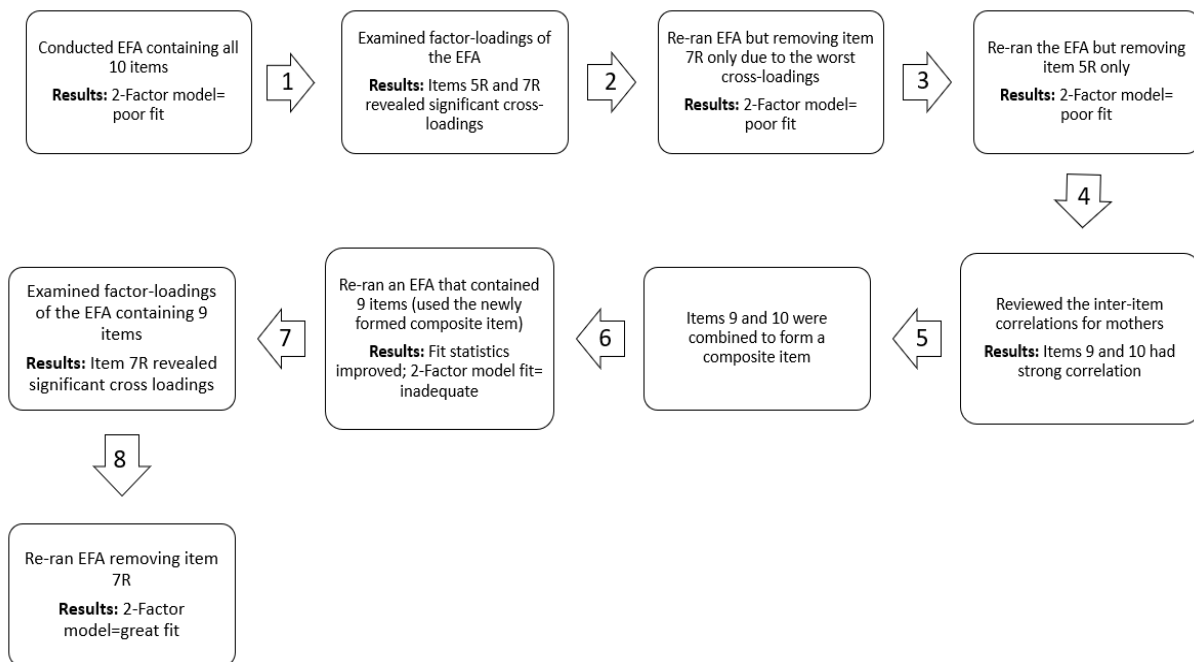 Conducted EFA containing all
10 items
Results: 2-Factor model=
poor fit
1
Examined factor-loadings of
the EFA
Results: Items 5R and 7R
revealed significant cross-
loadings
2
Re-ran EFA but removing item
7R only due to the worst
cross-loadings
Results: 2-Factor model=
poor fit
3
Re-ran the EFA but removing
item 5R only
Results: 2-Factor model=
poor fit
4
Reviewed the inter-item
correlations for mothers
Results: Items 9 and 10 had
strong correlation
5
Items 9 and 10 were
combined to form a
composite item
6
Re-ran an EFA that contained
9 items (used the newly
formed composite item)
Results: Fit statistics
improved; 2-Factor model fit=
inadequate
7
Examined factor-loadings
of the EFA containing 9
items
Results: Item 7R revealed
significant cross loadings
8
Re-ran EFA removing item
7R
Results: 2-Factor
model=great fit